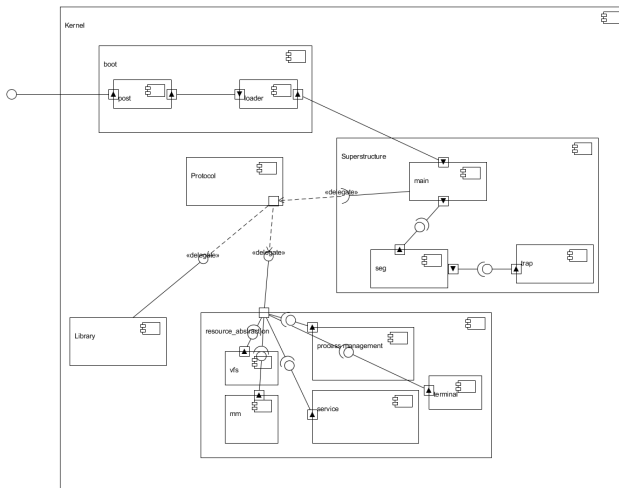 Kernel
boot
post
loader
Superstructure
Protocol
main
«delegate»
«delegate»
«delegate»
seg
trap
Library
resource_abstraction
process management
vfs
terminal
mm
service